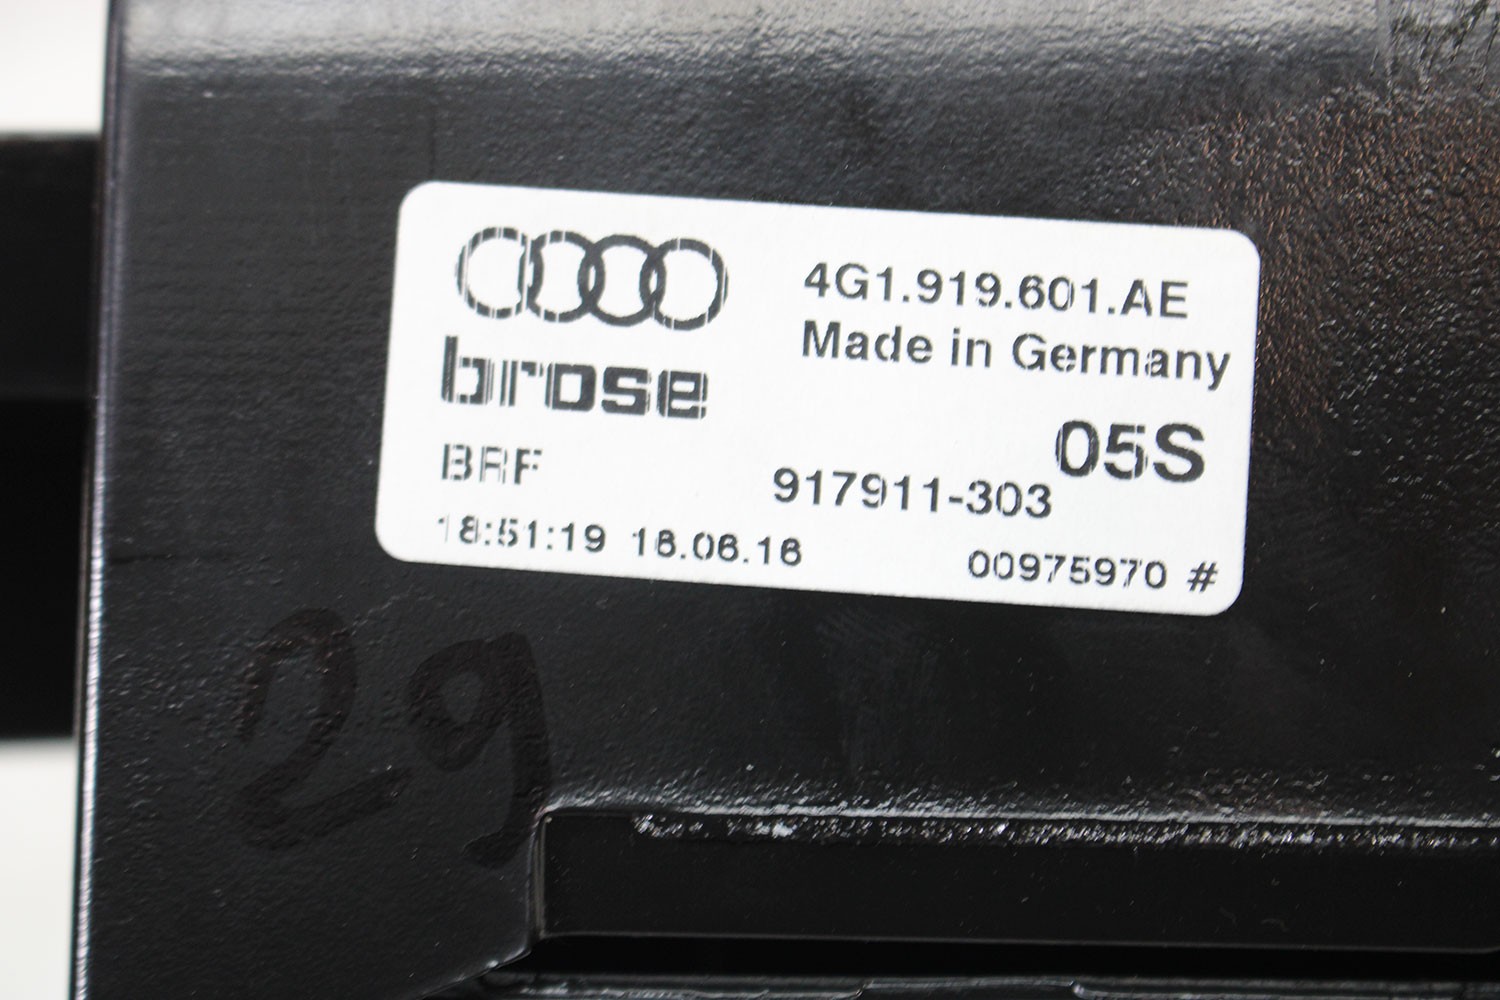 4G1.919.601.AE
Made in Germany
brose
05S
BRF
917911-303
18:51:19 16.06.16
00975970 #
29